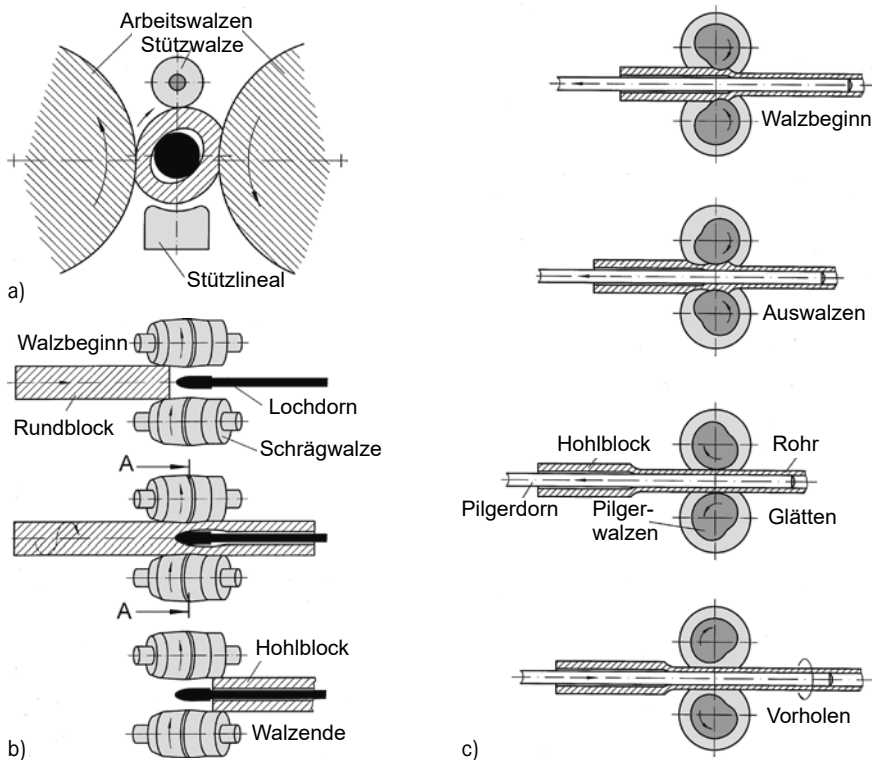 Arbeitswalzen
Stützwalze
Stützlineal
a)
Walzbeginn
Lochdorn
Rundblock
Schrägwalze
A
A
Hohlblock
Walzende
b)
Walzbeginn
Auswalzen
Hohlblock
Rohr
Pilgerdorn
Pilger-
walzen
Glätten
Vorholen
c)